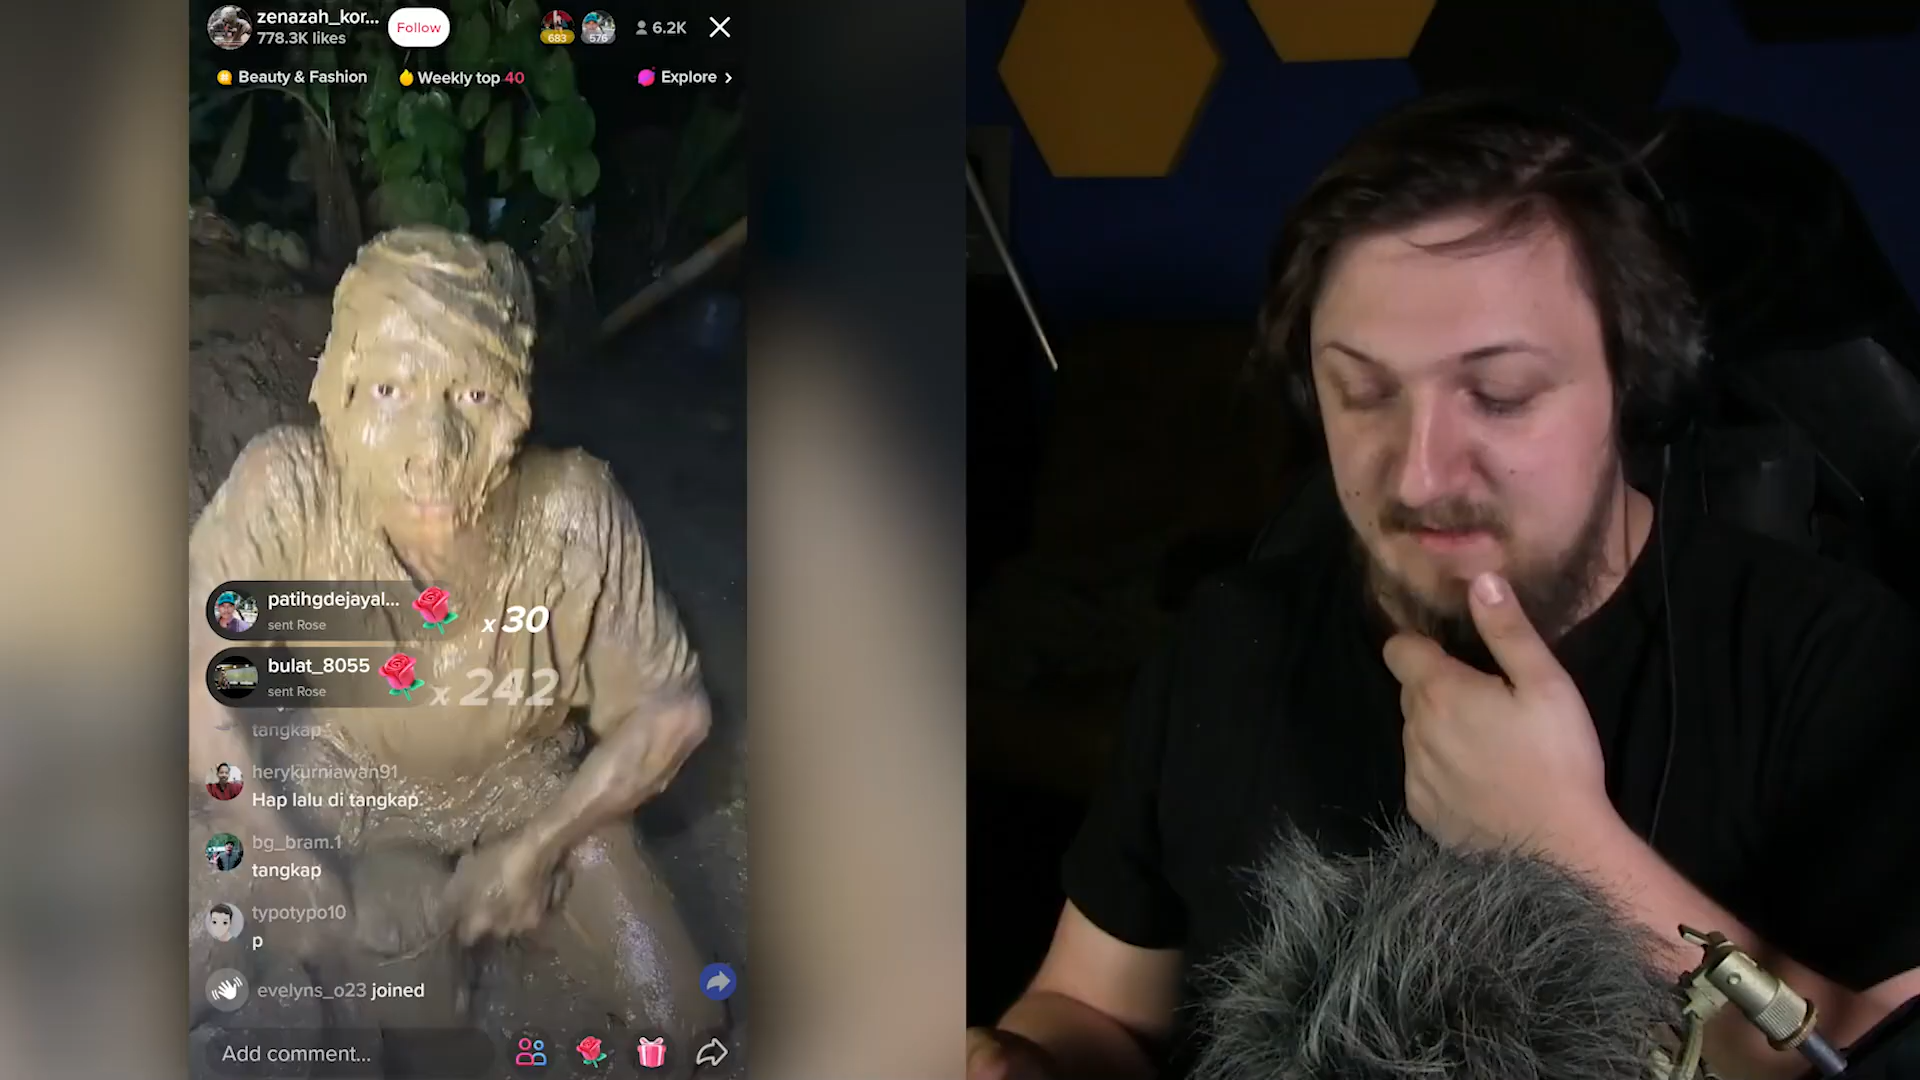 zenazah_kor...
778.3K likes
Follow
683
576
6.2K
Beauty & Fashion
Weekly top 40
Explore
patihgdejayal...
sent Rose
x 30
bulat_8055
sent Rose
x 242
tangkap
herykurniawan91
Hap lalu di tangkap.
bg_bram.1
tangkap
typotypo10
p
evelyns_o23 joined
Add comment...